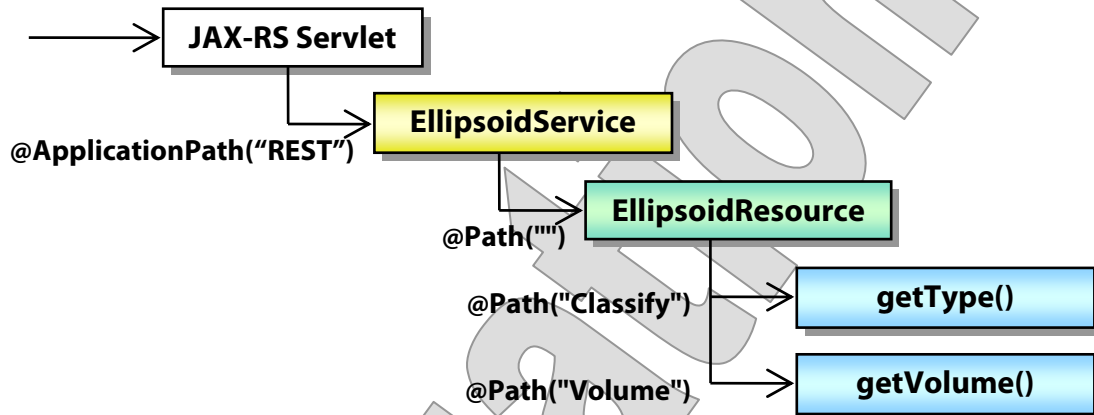 JAX-RS Servlet
EllipsoidService
@ApplicationPath(“REST”)
EllipsoidResource
@Path("")
@Path("Classify")
getType()
@Path("Volume")
getVolume()